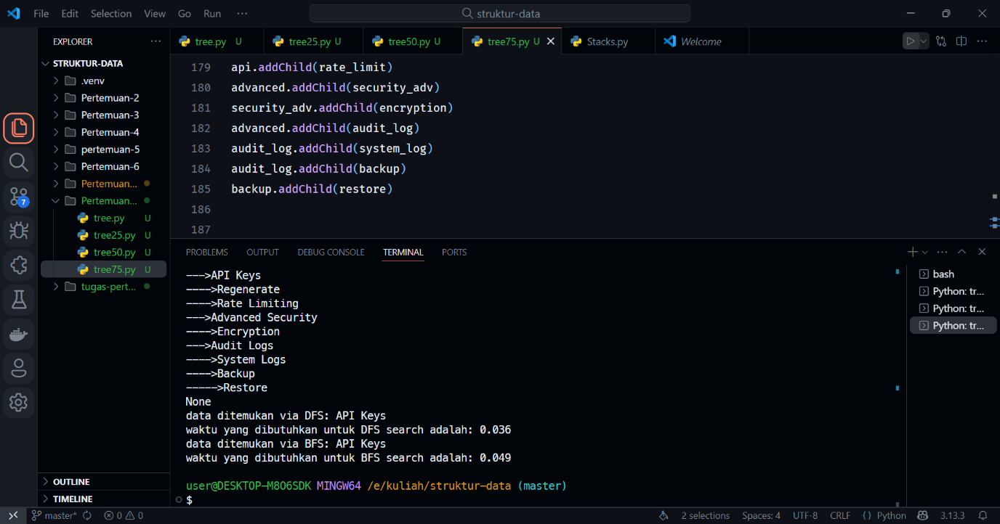 File Edit Selection View Go Run ···
struktur-data
EXPLORER ···
STRUKTUR-DATA
.venv
Pertemuan-2
Pertemuan-3
Pertemuan-4
pertemuan-5
Pertemuan-6
Pertemuan...
Pertemuan...
tree.py U
tree25.py U
tree50.py U
tree75.py U
tugas-pert...
OUTLINE
TIMELINE
7
tree.py U
tree25.py U
tree50.py U
tree75.py U
Stacks.py
Welcome
179 api.addChild(rate_limit)
180 advanced.addChild(security_adv)
181 security_adv.addChild(encryption)
182 advanced.addChild(audit_log)
183 audit_log.addChild(system_log)
184 audit_log.addChild(backup)
185 backup.addChild(restore)
186
187
PROBLEMS OUTPUT DEBUG CONSOLE TERMINAL PORTS
--->API Keys
---->Regenerate
---->Rate Limiting
--->Advanced Security
---->Encryption
--->Audit Logs
---->System Logs
---->Backup
----->Restore
None
data ditemukan via DFS: API Keys
waktu yang dibutuhkan untuk DFS search adalah: 0.036
data ditemukan via BFS: API Keys
waktu yang dibutuhkan untuk BFS search adalah: 0.049
user@DESKTOP-M8O6SDK MINGW64 /e/kuliah/struktur-data (master)
$
bash
Python: tr...
Python: tr...
Python: tr...
master* 0 0 2 selections Spaces: 4 UTF-8 CRLF {} Python 3.13.3